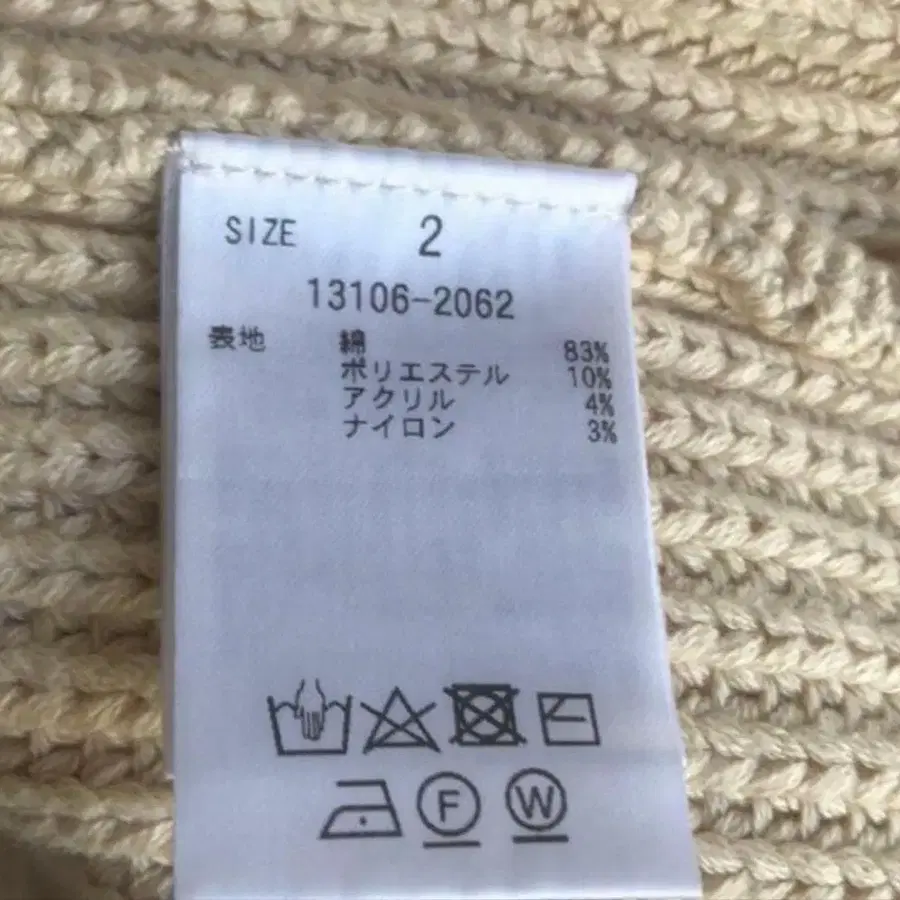 SIZE 2
13106-2062
表地 綿 83%
ポリエステル 10%
アクリル 4%
ナイロン 3%
F W